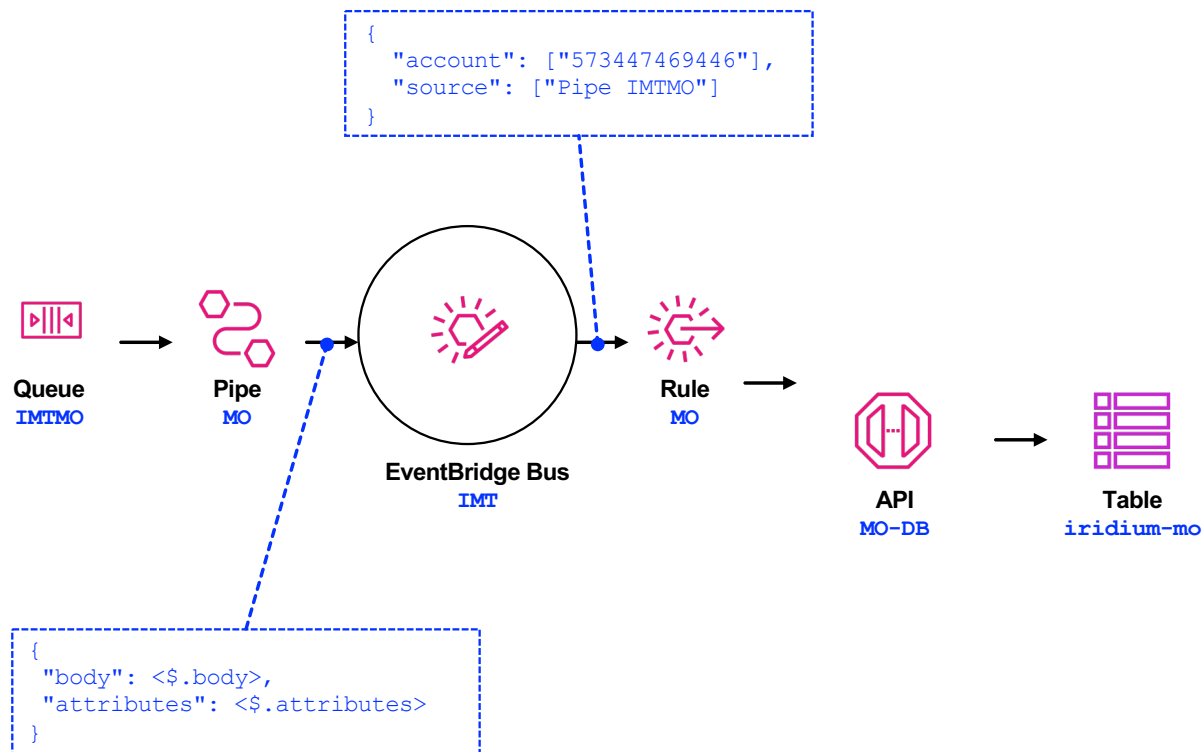 {
  "account": ["573447469446"],
  "source": ["Pipe IMTMO"]
}
Queue
IMTMO
Pipe
MO
EventBridge Bus
IMT
Rule
MO
API
MO-DB
Table
iridium-mo
{
 "body": <$.body>,
 "attributes": <$.attributes>
}